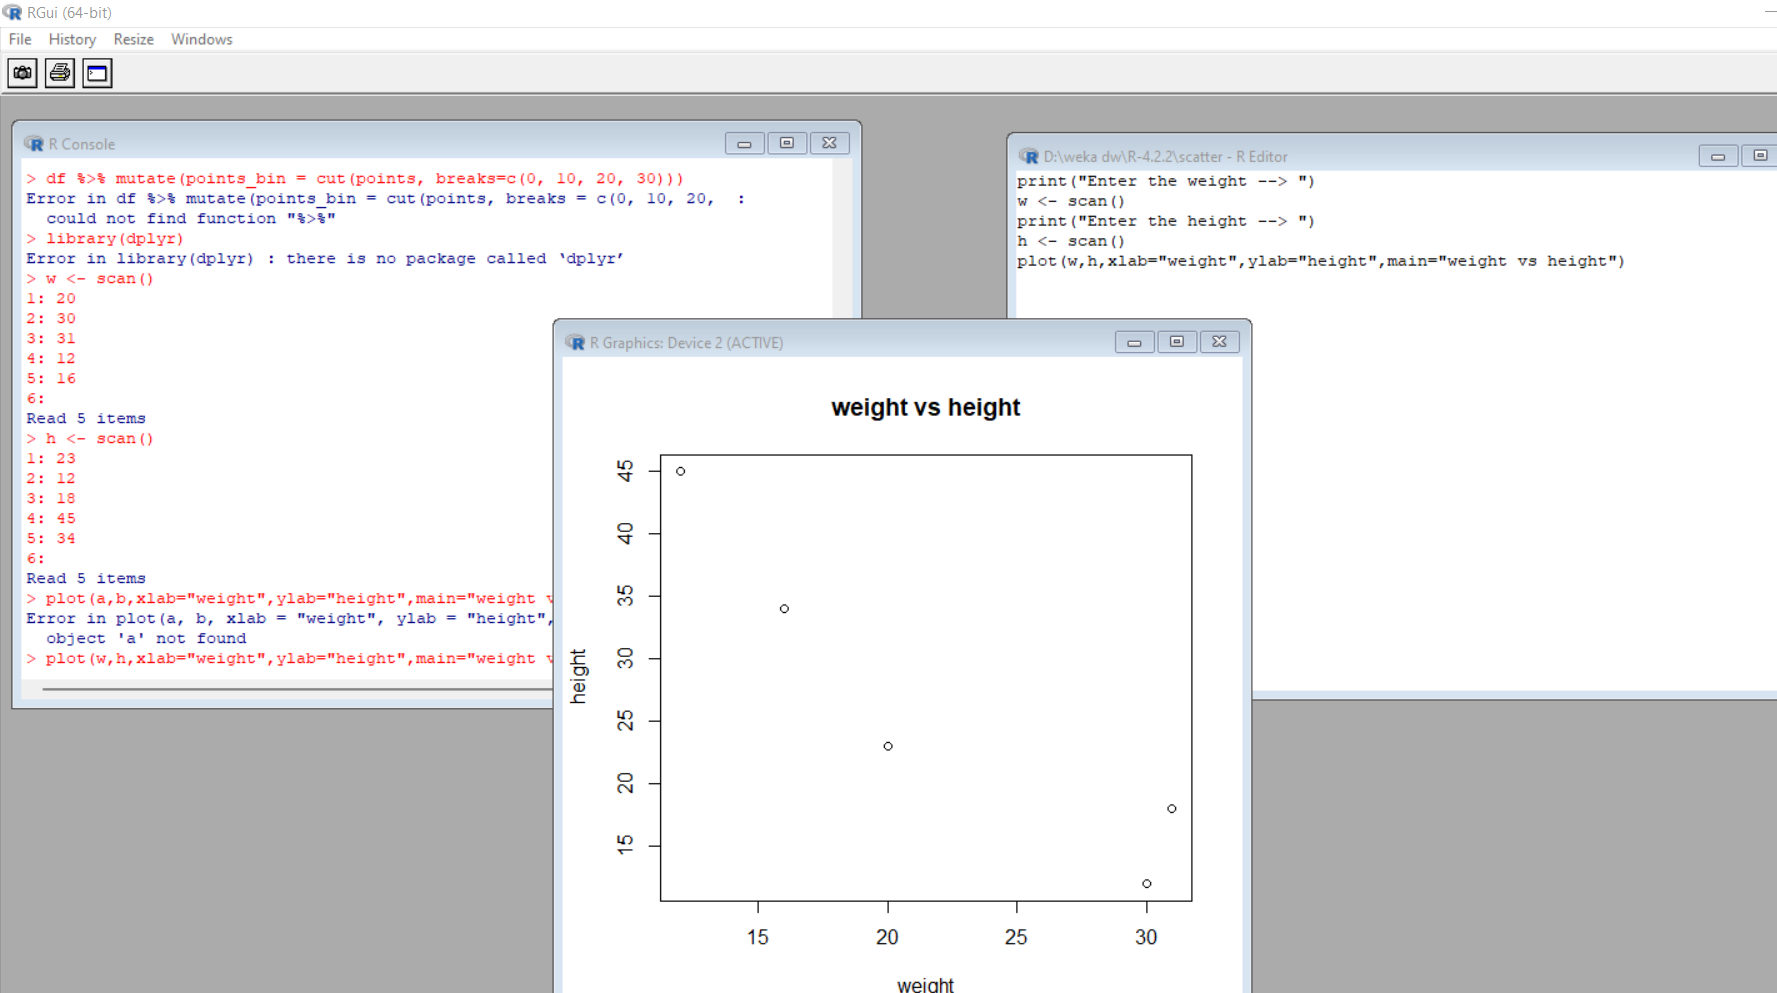 RGui (64-bit)
File History Resize Windows
R Console
> df %>% mutate(points_bin = cut(points, breaks=c(0, 10, 20, 30)))
Error in df %>% mutate(points_bin = cut(points, breaks = c(0, 10, 20,  :
  could not find function "%>%"
> library(dplyr)
Error in library(dplyr) : there is no package called ‘dplyr’
> w <- scan()
1: 20
2: 30
3: 31
4: 12
5: 16
6:
Read 5 items
> h <- scan()
1: 23
2: 12
3: 18
4: 45
5: 34
6:
Read 5 items
> plot(a,b,xlab="weight",ylab="height",main="weight v
Error in plot(a, b, xlab = "weight", ylab = "height",
  object 'a' not found
> plot(w,h,xlab="weight",ylab="height",main="weight v
D:\weka dw\R-4.2.2\scatter - R Editor
print("Enter the weight --> ")
w <- scan()
print("Enter the height --> ")
h <- scan()
plot(w,h,xlab="weight",ylab="height",main="weight vs height")
R Graphics: Device 2 (ACTIVE)
weight vs height
45
40
35
30
25
20
15
height
15 20 25 30
weight